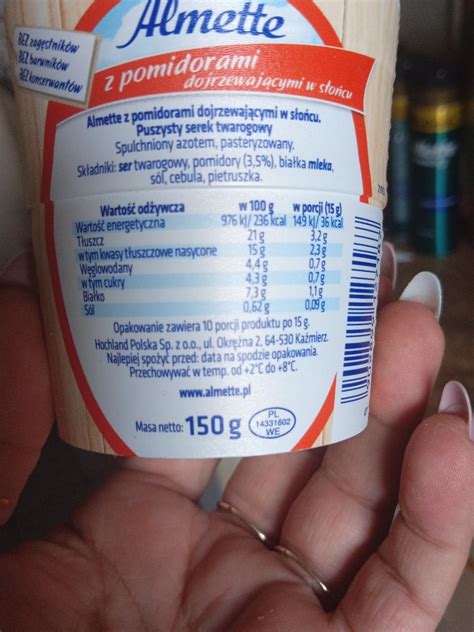 Almette
BEZ zagęstników
BEZ barwników
BEZ konserwantów
z pomidorami
dojrzewającymi w słońcu
Almette z pomidorami dojrzewającymi w słońcu.
Puszysty serek twarogowy
Spulchniony azotem, pasteryzowany.
Składniki: ser twarogowy, pomidory (3,5%), białka mleka,
sól, cebula, pietruszka.
Wartość odżywcza w 100 g w porcji (15 g)
Wartość energetyczna 976 kJ/ 236 kcal 149 kJ/ 36 kcal
Tłuszcz 21 g 3,2 g
w tym kwasy tłuszczowe nasycone 15 g 2,3 g
Węglowodany 4,4 g 0,7 g
w tym cukry 4,3 g 0,7 g
Białko 7,3 g 1,1 g
Sól 0,62 g 0,09 g
Opakowanie zawiera 10 porcji produktu po 15 g.
Hochland Polska Sp. z o.o., ul. Okrężna 2, 64-530 Kaźmierz.
Najlepiej spożyć przed: data na spodzie opakowania.
Przechowywać w temp. od +2°C do +8°C.
www.almette.pl
Masa netto: 150 g
PL
14331602
WE